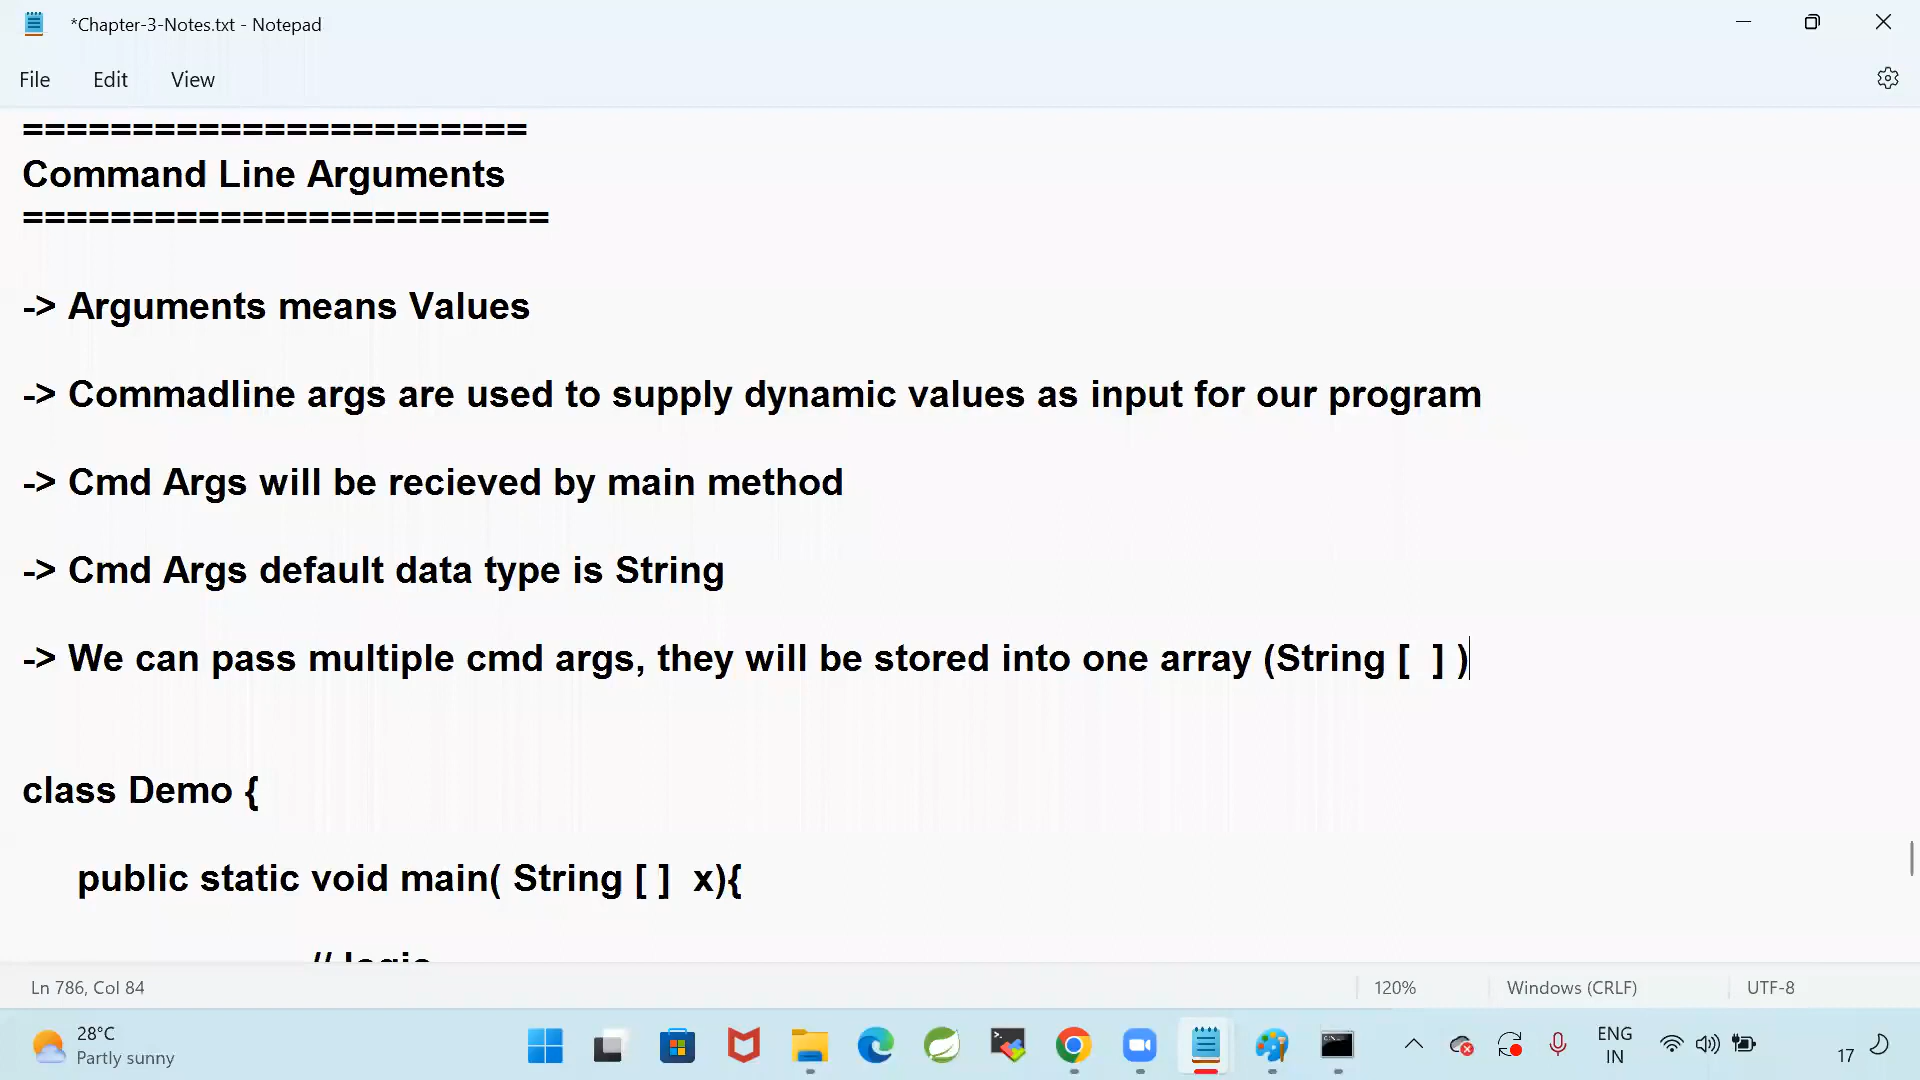 *Chapter-3-Notes.txt - Notepad
File Edit View
=======================
Command Line Arguments
========================
-> Arguments means Values
-> Commadline args are used to supply dynamic values as input for our program
-> Cmd Args will be recieved by main method
-> Cmd Args default data type is String
-> We can pass multiple cmd args, they will be stored into one array (String [  ] )
class Demo {
public static void main( String [ ]  x){
// logic
Ln 786, Col 84 120% Windows (CRLF) UTF-8
28°C
Partly sunny
ENG
IN
17